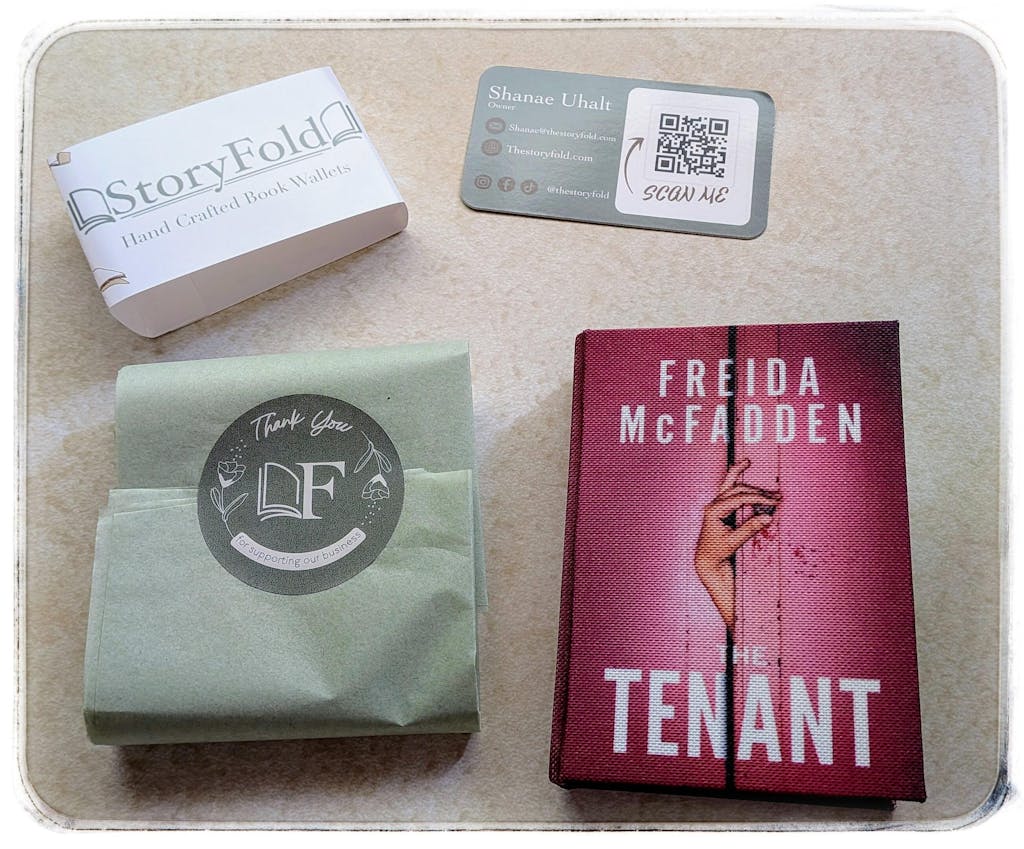 StoryFold
Hand Crafted Book Wallets
Shanae Uhalt
Owner
Shanae@thestoryfold.com
Thestoryfold.com
@thestoryfold
SCAN ME
Thank You
F
for supporting our business
FREIDA
McFADDEN
THE
TENANT